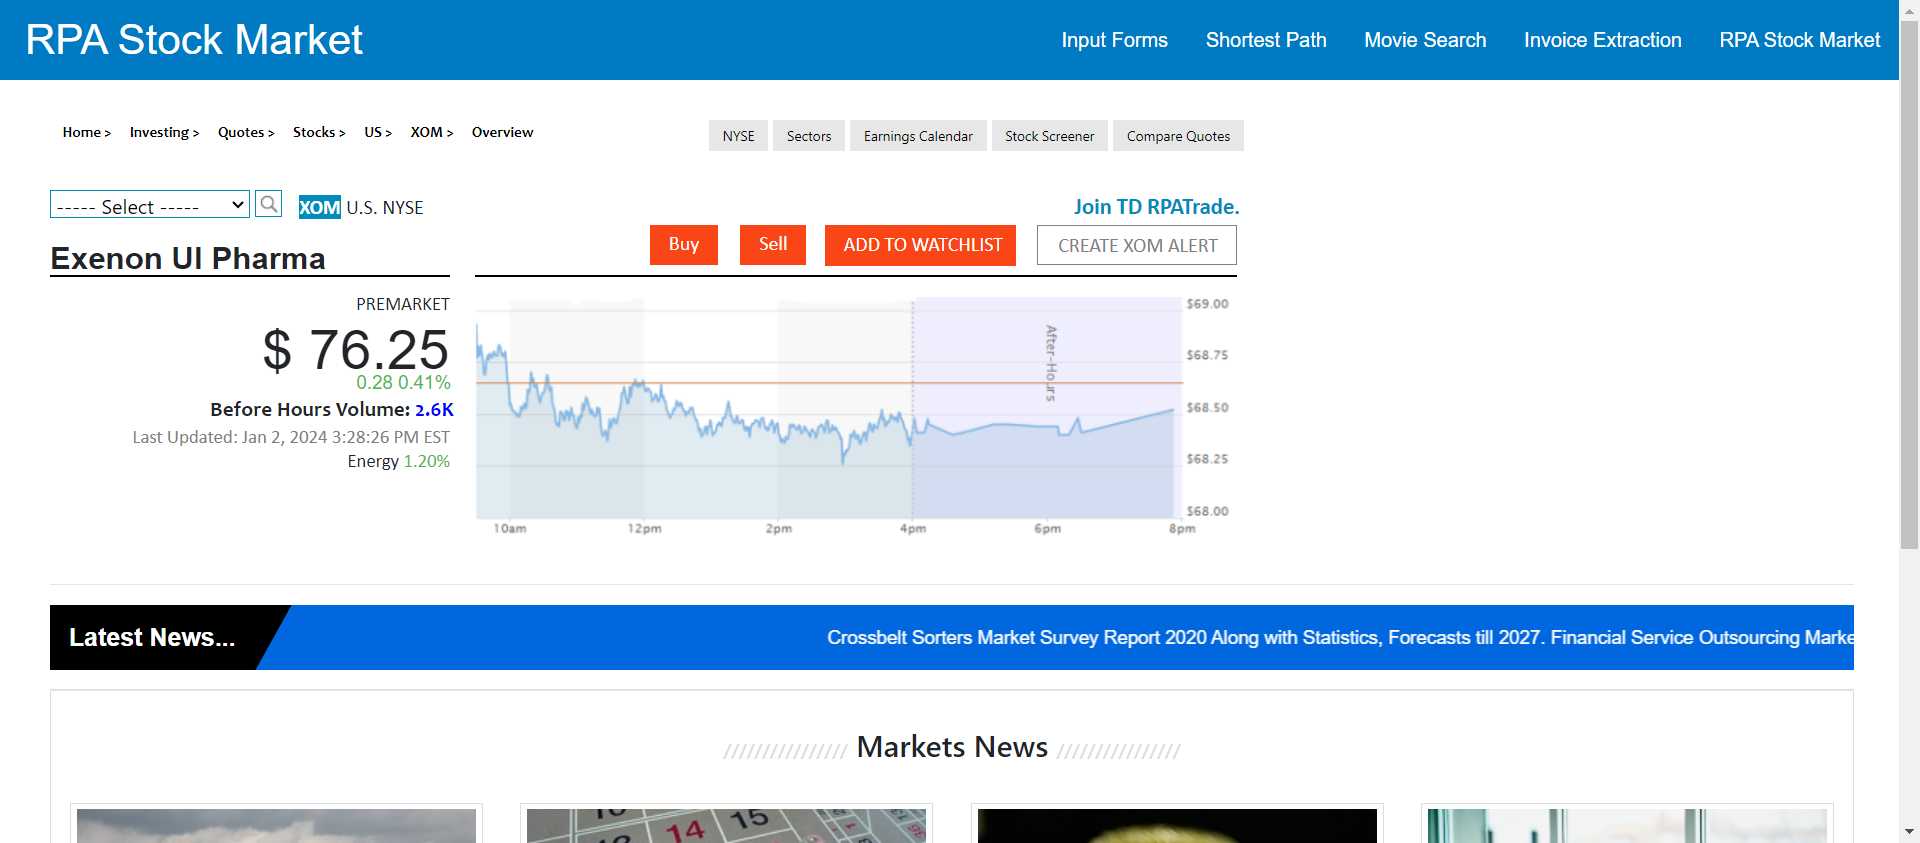 RPA Stock Market
Input Forms
Shortest Path
Movie Search
Invoice Extraction
RPA Stock Market
Home >
Investing >
Quotes >
Stocks >
US >
XOM >
Overview
NYSE
Sectors
Earnings Calendar
Stock Screener
Compare Quotes
----- Select -----
XOM U.S. NYSE
Join TD RPATrade.
Exenon UI Pharma
Buy
Sell
ADD TO WATCHLIST
CREATE XOM ALERT
PREMARKET
$ 76.25
0.28 0.41%
Before Hours Volume: 2.6K
Last Updated: Jan 2, 2024 3:28:26 PM EST
Energy 1.20%
After-Hours
$69.00
$68.75
$68.50
$68.25
$68.00
10am
12pm
2pm
4pm
6pm
8pm
Latest News...
Crossbelt Sorters Market Survey Report 2020 Along with Statistics, Forecasts till 2027. Financial Service Outsourcing Marke
//////////////// Markets News ////////////////
14
15